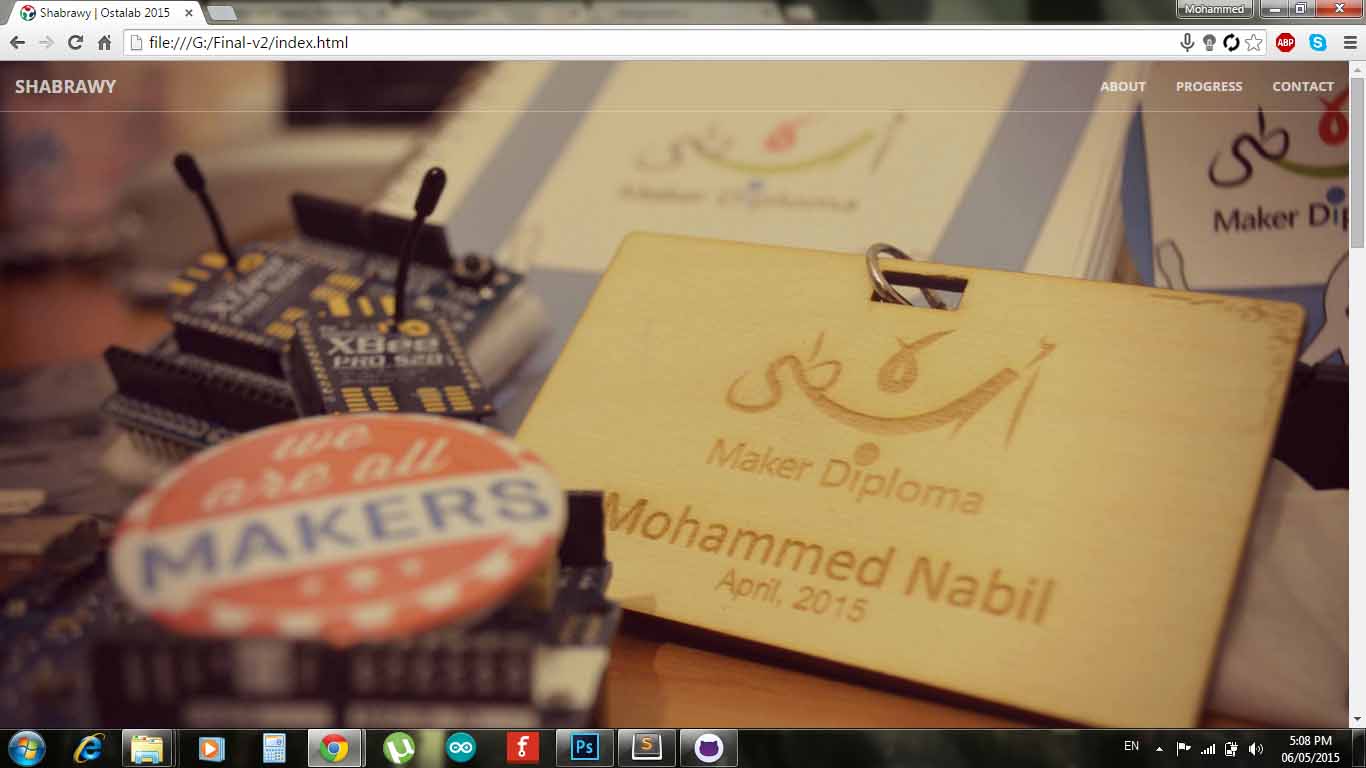 Shabrawy | Ostalab 2015
Mohammed
file:///G:/Final-v2/index.html
ABP
SHABRAWY
ABOUT
PROGRESS
CONTACT
Maker Diploma
Maker Dip
XBee
PRO S2B
XBee
PRO S2B
أسطى
Maker Diploma
Mohammed Nabil
April, 2015
we
are all
MAKERS
Ps
S
EN
5:08 PM
06/05/2015